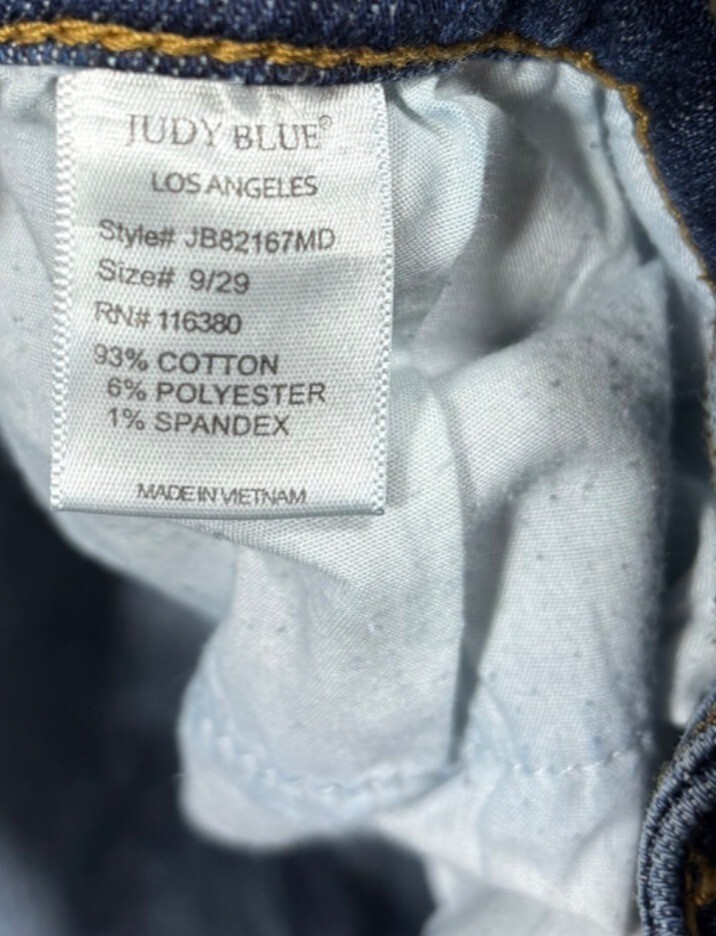 JUDY BLUE®
LOS ANGELES
Style# JB82167MD
Size# 9/29
RN# 116380
93% COTTON
6% POLYESTER
1% SPANDEX
MADE IN VIETNAM